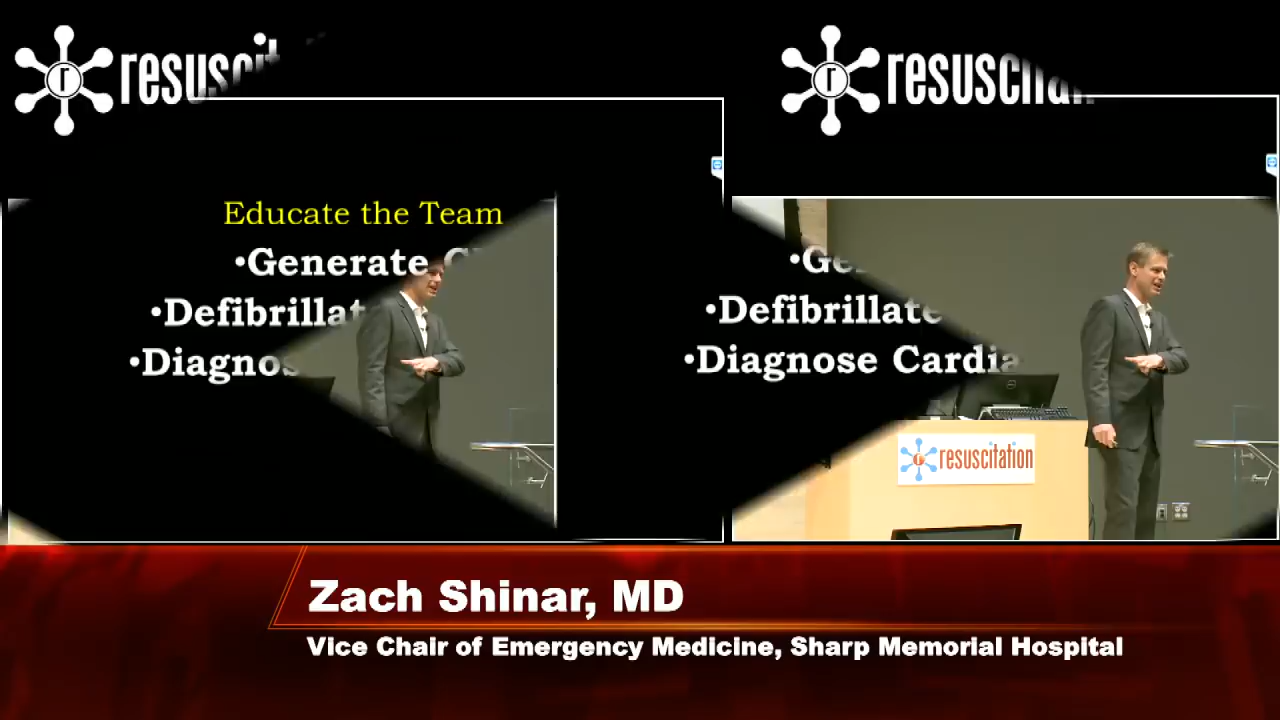 resuscit
resuscita
Educate the Team
•Generate
•Defibrillat
•Diagnos
•Ge
•Defibrillate
•Diagnose Cardia
r resuscitation
Zach Shinar, MD
Vice Chair of Emergency Medicine, Sharp Memorial Hospital